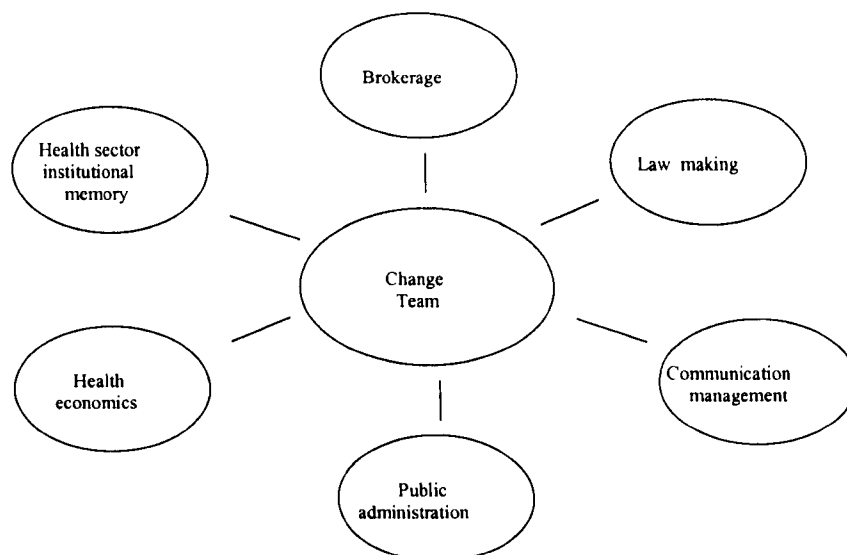 Brokerage
Health sector
institutional
memory
Law making
Change
Team
Health
economics
Communication
management
Public
administration